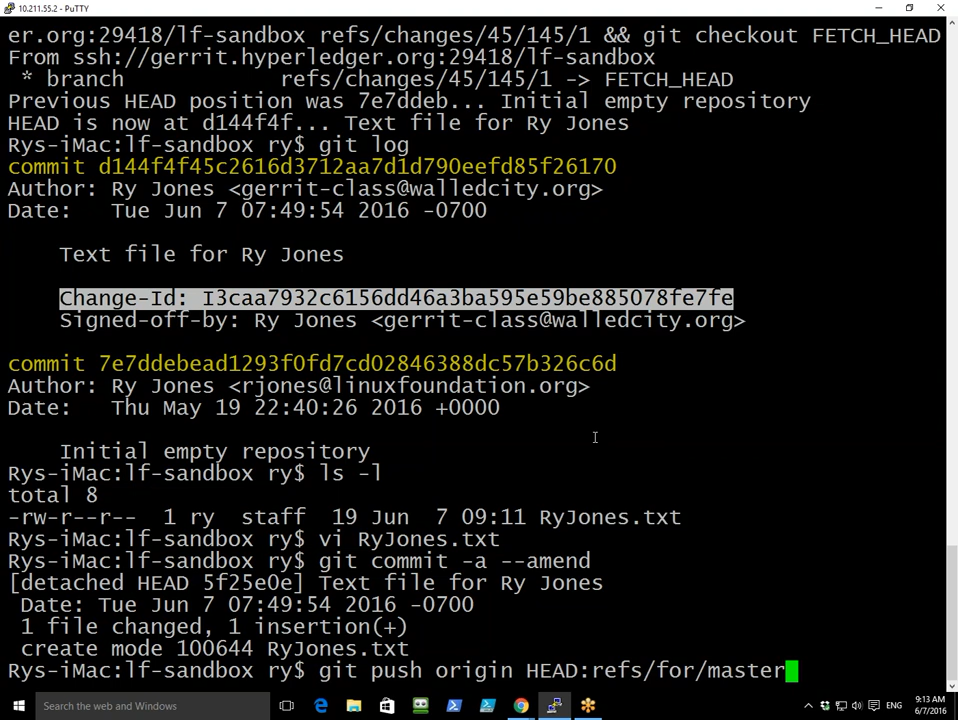 10.211.55.2 - PuTTY
er.org:29418/lf-sandbox refs/changes/45/145/1 && git checkout FETCH_HEAD
From ssh://gerrit.hyperledger.org:29418/lf-sandbox
 * branch            refs/changes/45/145/1 -> FETCH_HEAD
Previous HEAD position was 7e7ddeb... Initial empty repository
HEAD is now at d144f4f... Text file for Ry Jones
Rys-iMac:lf-sandbox ry$ git log
commit d144f4f45c2616d3712aa7d1d790eefd85f26170
Author: Ry Jones <gerrit-class@walledcity.org>
Date:   Tue Jun 7 07:49:54 2016 -0700
    Text file for Ry Jones
    Change-Id: I3caa7932c6156dd46a3ba595e59be885078fe7fe
    Signed-off-by: Ry Jones <gerrit-class@walledcity.org>
commit 7e7ddebead1293f0fd7cd02846388dc57b326c6d
Author: Ry Jones <rjones@linuxfoundation.org>
Date:   Thu May 19 22:40:26 2016 +0000
    Initial empty repository
Rys-iMac:lf-sandbox ry$ ls -l
total 8
-rw-r--r--  1 ry  staff  19 Jun  7 09:11 RyJones.txt
Rys-iMac:lf-sandbox ry$ vi RyJones.txt
Rys-iMac:lf-sandbox ry$ git commit -a --amend
[detached HEAD 5f25e0e] Text file for Ry Jones
 Date: Tue Jun 7 07:49:54 2016 -0700
 1 file changed, 1 insertion(+)
 create mode 100644 RyJones.txt
Rys-iMac:lf-sandbox ry$ git push origin HEAD:refs/for/master
Search the web and Windows
ENG
9:13 AM
6/7/2016